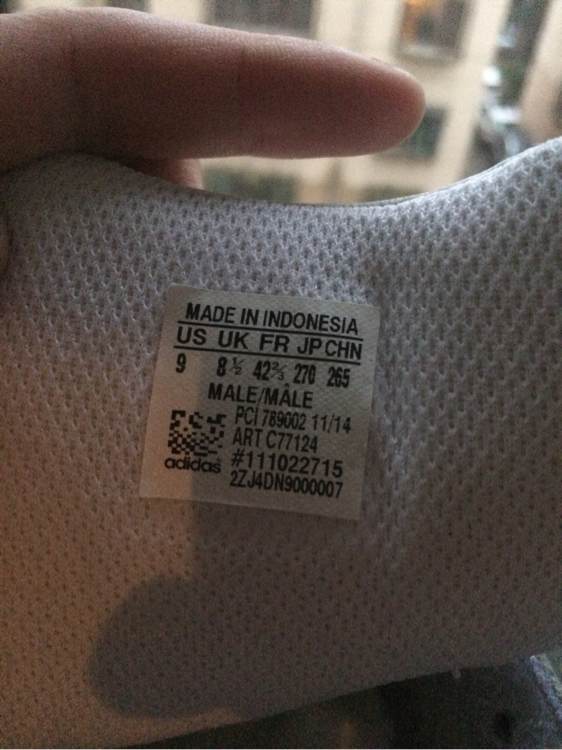 MADE IN INDONESIA
US UK FR JP CHN
9 8½ 42⅔ 270 265
MALE/MÂLE
PCI 789002 11/14
ART C77124
adidas #111022715
2ZJ4DN9000007